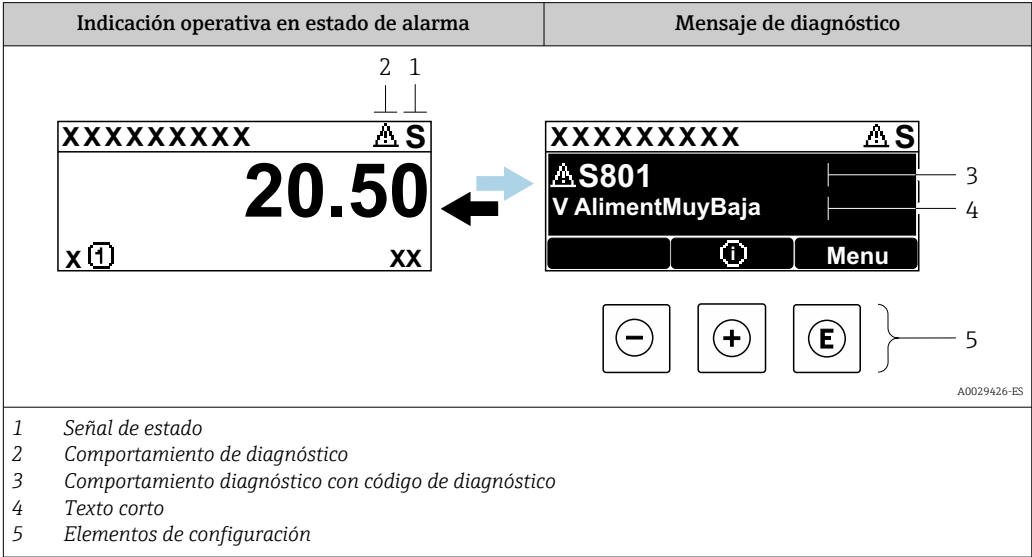 Indicación operativa en estado de alarma
Mensaje de diagnóstico
2 1
XXXXXXXXX ⚠ S
20.50
X 1 XX
XXXXXXXXX ⚠ S
⚠S801
3
V AlimentMuyBaja
4
i Menu
− + E
5
A0029426-ES
1 Señal de estado
2 Comportamiento de diagnóstico
3 Comportamiento diagnóstico con código de diagnóstico
4 Texto corto
5 Elementos de configuración